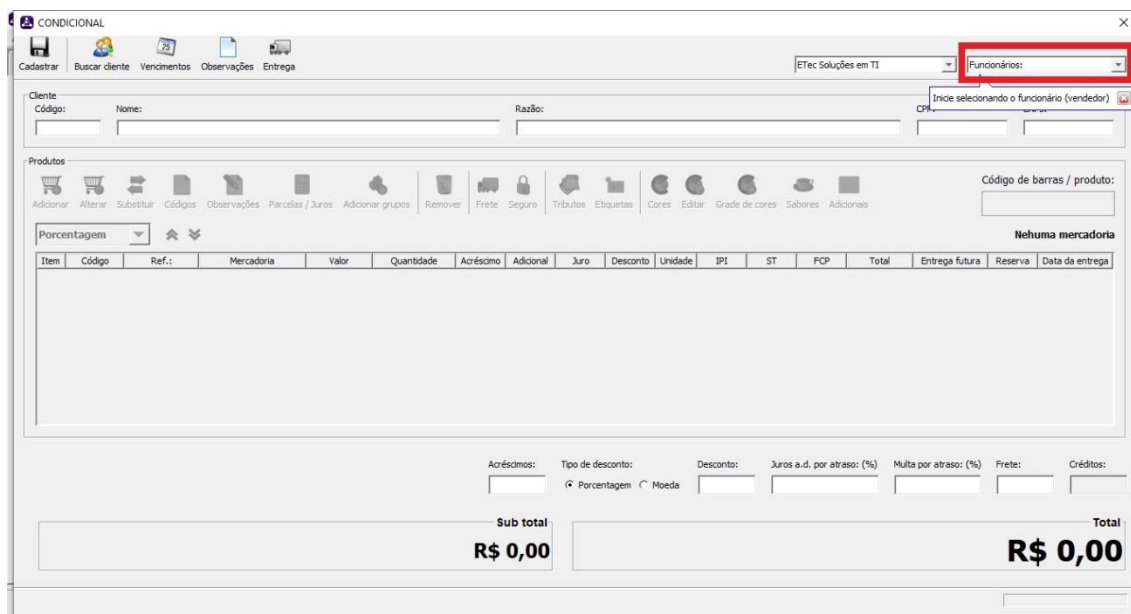 CONDICIONAL
Cadastrar Buscar cliente Vencimentos Observações Entrega
ETec Soluções em TI
Funcionários:
Inicie selecionando o funcionário (vendedor)
Cliente
Código: Nome: Razão:
Produtos
Código de barras / produto:
Adicionar Alterar Substituir Códigos Observações Parcelas / Juros Adicionar grupos Remover Frete Seguro Tributos Etiquetas Cores Editar Grade de cores Sabores Adicionais
Porcentagem
Nehuma mercadoria
Item Código Ref.: Mercadoria Valor Quantidade Acréscimo Adicional Juro Desconto Unidade IPI ST FCP Total Entrega futura Reserva Data da entrega
Acréscimos: Tipo de desconto: Desconto: Juros a.d. por atraso: (%) Multa por atraso: (%) Frete: Créditos:
Porcentagem Moeda
Sub total
R$ 0,00
Total
R$ 0,00